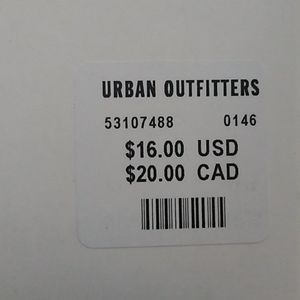 URBAN OUTFITTERS
53107488 0146
$16.00 USD
$20.00 CAD